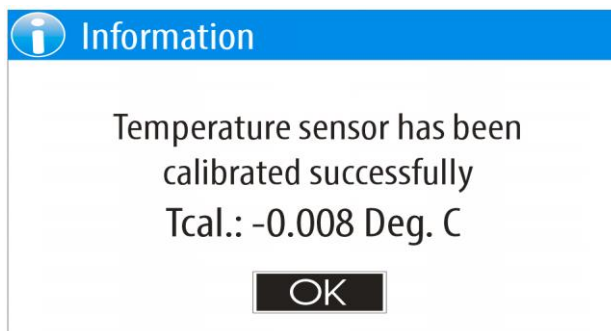 Information
Temperature sensor has been
calibrated successfully
Tcal.: -0.008 Deg. C
OK